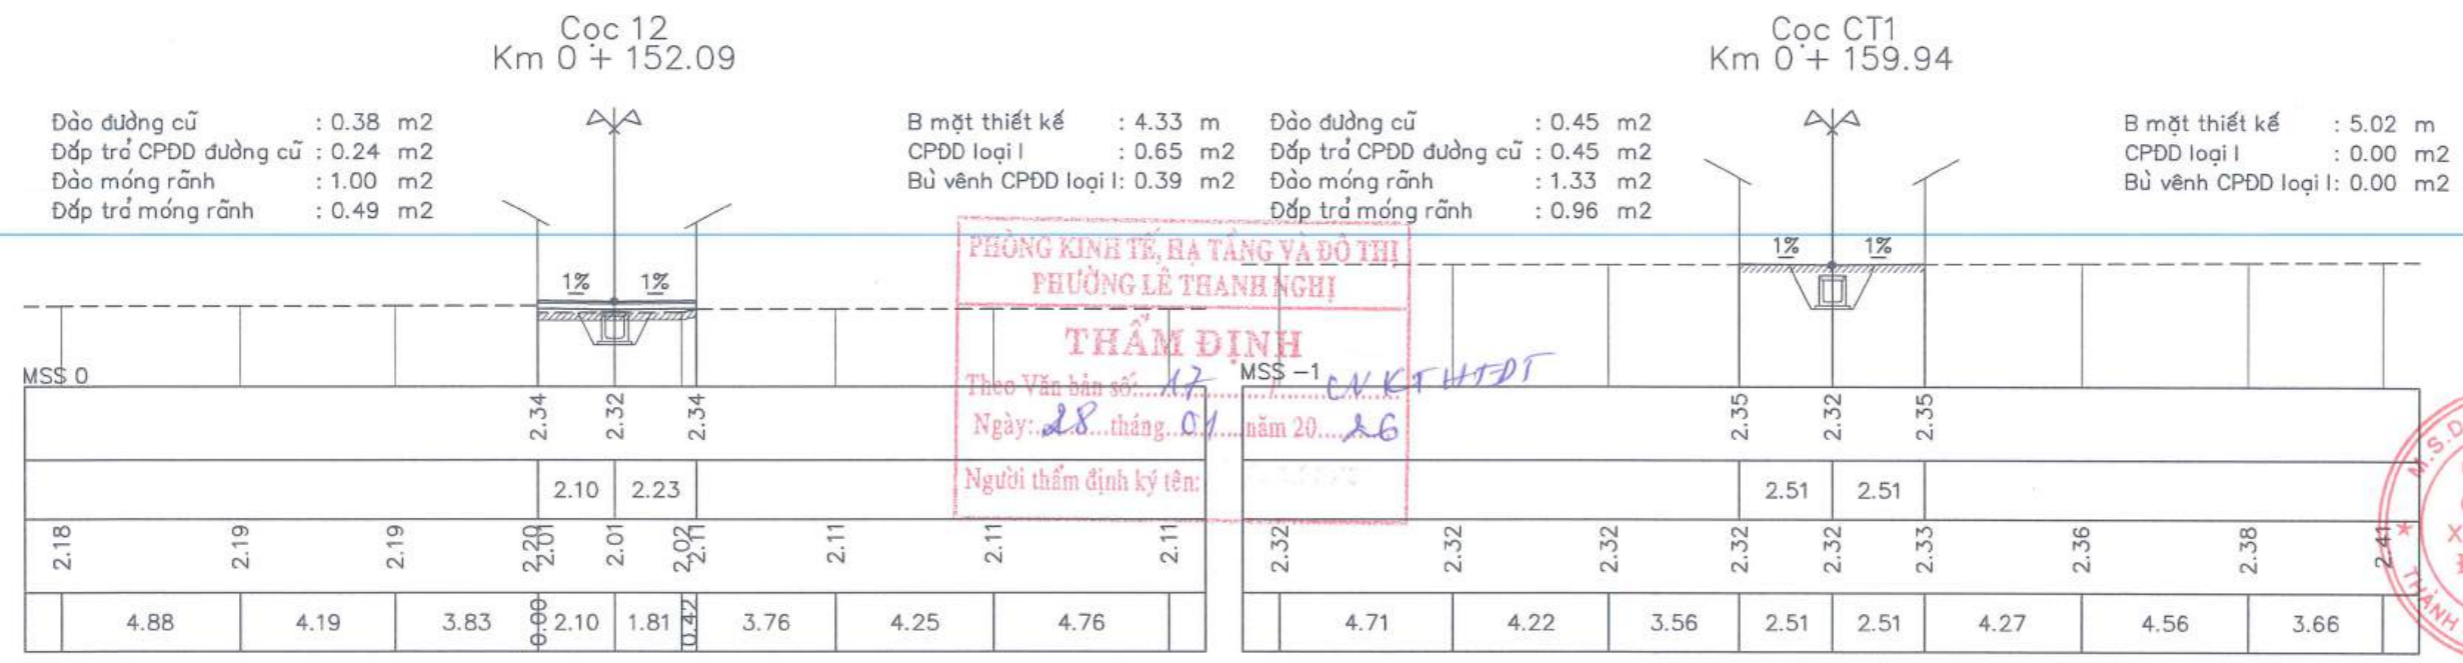 Cọc 12
Km 0 + 152.09
Đào đường cũ : 0.38 m2
Đắp trả CPĐD đường cũ : 0.24 m2
Đào móng rãnh : 1.00 m2
Đắp trả móng rãnh : 0.49 m2
B mặt thiết kế : 4.33 m
CPĐD loại I : 0.65 m2
Bù vênh CPĐD loại I: 0.39 m2
1% 1%
MSS 0
2.34 2.32 2.34
2.10 2.23
2.18 2.19 2.19 2.20 2.01 2.01 2.02 2.11 2.11 2.11 2.11
4.88 4.19 3.83 0.00 2.10 1.81 0.42 3.76 4.25 4.76
Cọc CT1
Km 0 + 159.94
Đào đường cũ : 0.45 m2
Đắp trả CPĐD đường cũ : 0.45 m2
Đào móng rãnh : 1.33 m2
Đắp trả móng rãnh : 0.96 m2
B mặt thiết kế : 5.02 m
CPĐD loại I : 0.00 m2
Bù vênh CPĐD loại I: 0.00 m2
1% 1%
MSS -1
2.35 2.32 2.35
2.51 2.51
2.32 2.32 2.32 2.32 2.32 2.33 2.36 2.38 2.41
4.71 4.22 3.56 2.51 2.51 4.27 4.56 3.66
PHÒNG KINH TẾ, HẠ TẦNG VÀ ĐÔ THỊ
PHƯỜNG LÊ THANH NGHỊ
THẨM ĐỊNH
Theo Văn bản số:....17......../.......CN KTHTĐT
Ngày:..28....tháng..01....năm 20....26
Người thẩm định ký tên:
M.S.D
THÀNH